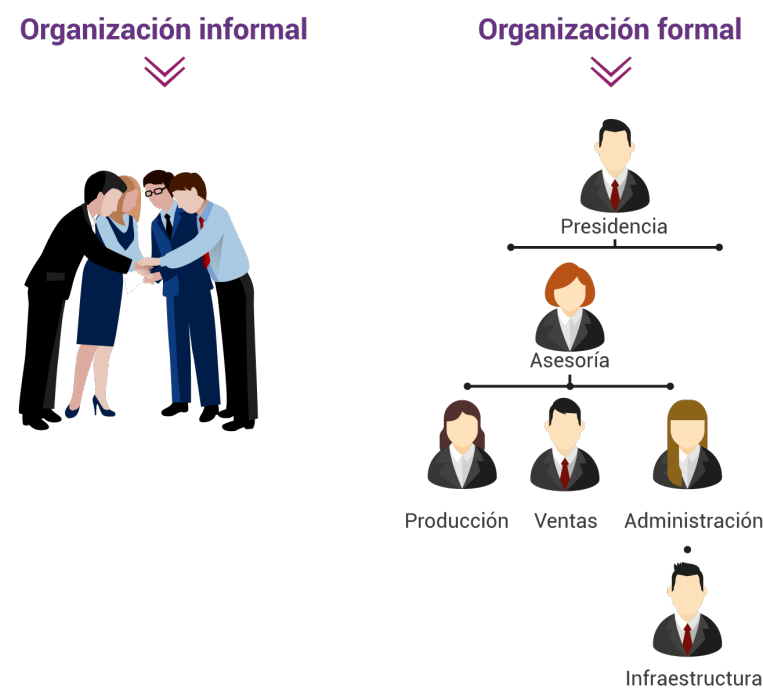 Organización informal
Organización formal
Presidencia
Asesoría
Producción
Ventas
Administración
Infraestructura